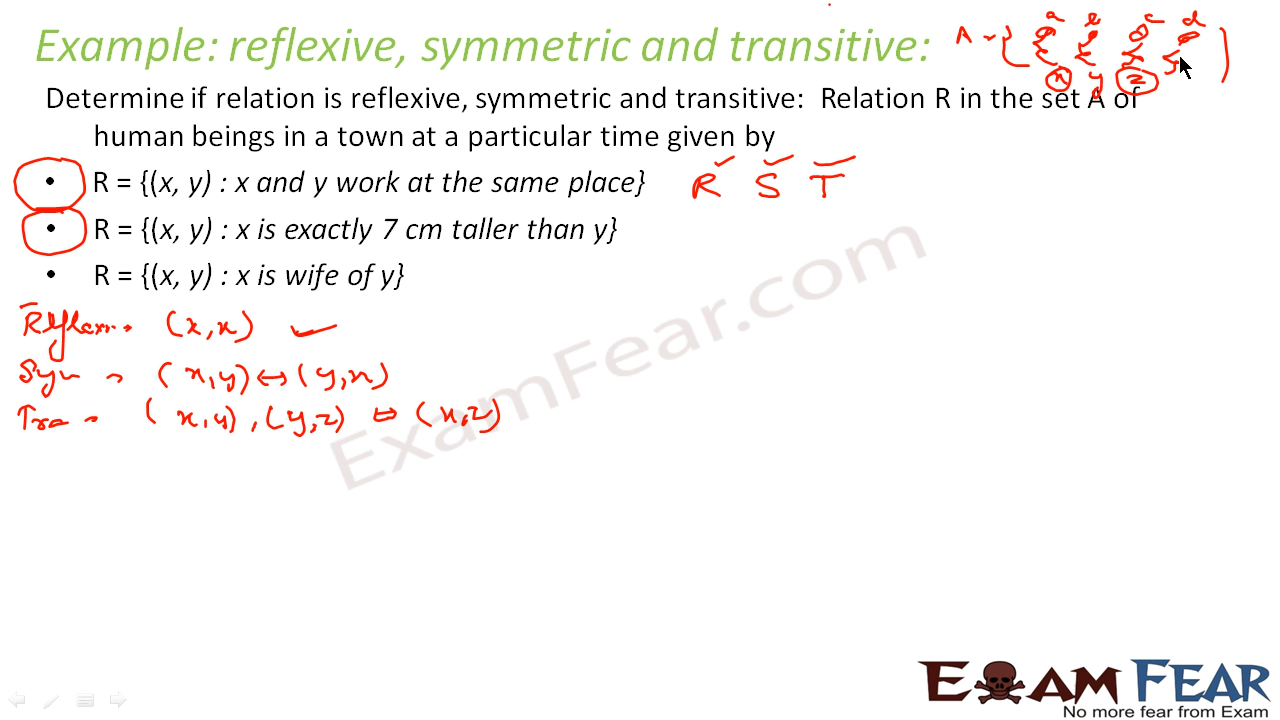 Example: reflexive, symmetric and transitive:
A → { a b c d }
x y z
Determine if relation is reflexive, symmetric and transitive: Relation R in the set A of
human beings in a town at a particular time given by
• R = {(x, y) : x and y work at the same place} R ✓ S ✓ T ✓
• R = {(x, y) : x is exactly 7 cm taller than y}
• R = {(x, y) : x is wife of y}
(x, x) ✓
Sym → (x, y) ↔ (y, x)
Tra → (x, y), (y, z) ⇔ (x, z)
ExamFear.com
EXAM FEAR
No more fear from Exam